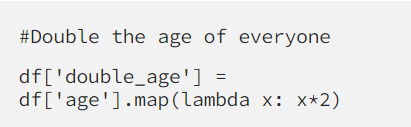 #Double the age of everyone
df['double_age'] =
df['age'].map(lambda x: x*2)